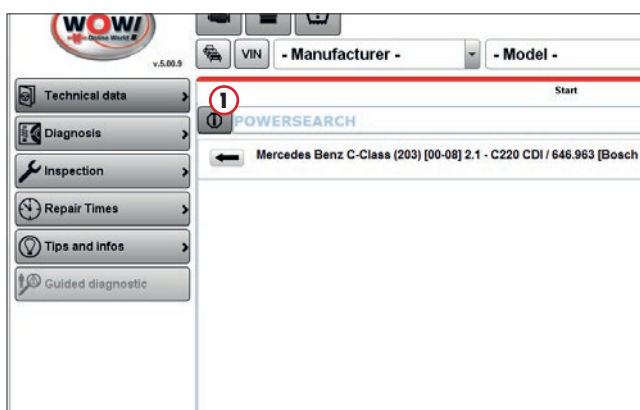 WOW!
Online World
v.5.00.9
VIN
- Manufacturer -
- Model -
Technical data
Start
1
POWERSEARCH
Diagnosis
Mercedes Benz C-Class (203) [00-08] 2.1 - C220 CDI / 646.963 [Bosch
Inspection
Repair Times
Tips and infos
Guided diagnostic